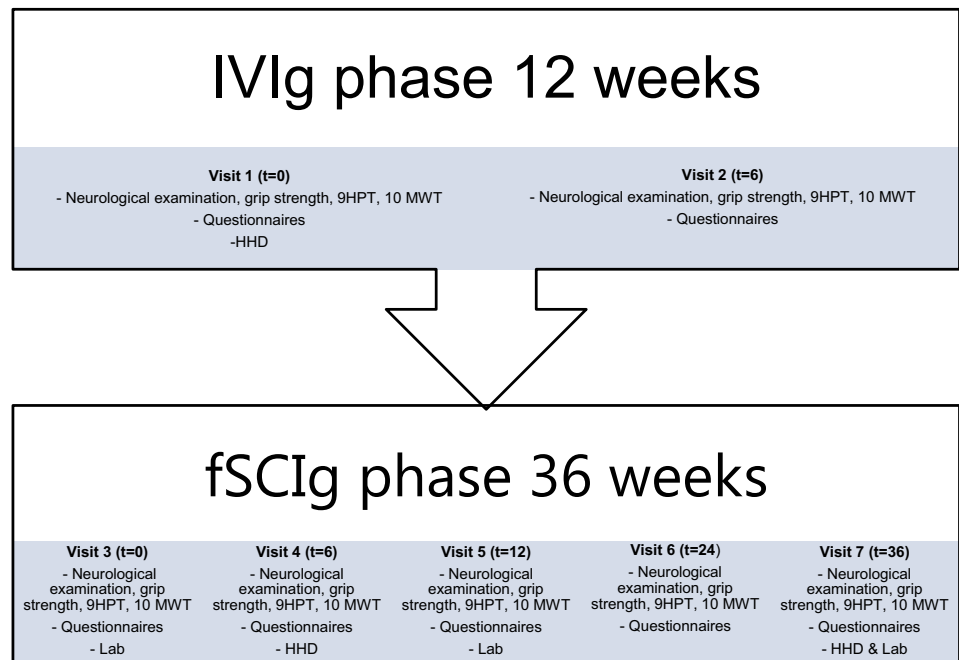 IVIg phase 12 weeks
Visit 1 (t=0)
- Neurological examination, grip strength, 9HPT, 10 MWT
- Questionnaires
-HHD
Visit 2 (t=6)
- Neurological examination, grip strength, 9HPT, 10 MWT
- Questionnaires
fSCIg phase 36 weeks
Visit 3 (t=0)
- Neurological
examination, grip
strength, 9HPT, 10 MWT
- Questionnaires
- Lab
Visit 4 (t=6)
- Neurological
examination, grip
strength, 9HPT, 10 MWT
- Questionnaires
- HHD
Visit 5 (t=12)
- Neurological
examination, grip
strength, 9HPT, 10 MWT
- Questionnaires
- Lab
Visit 6 (t=24)
- Neurological
examination, grip
strength, 9HPT, 10 MWT
- Questionnaires
Visit 7 (t=36)
- Neurological
examination, grip
strength, 9HPT, 10 MWT
- Questionnaires
- HHD & Lab